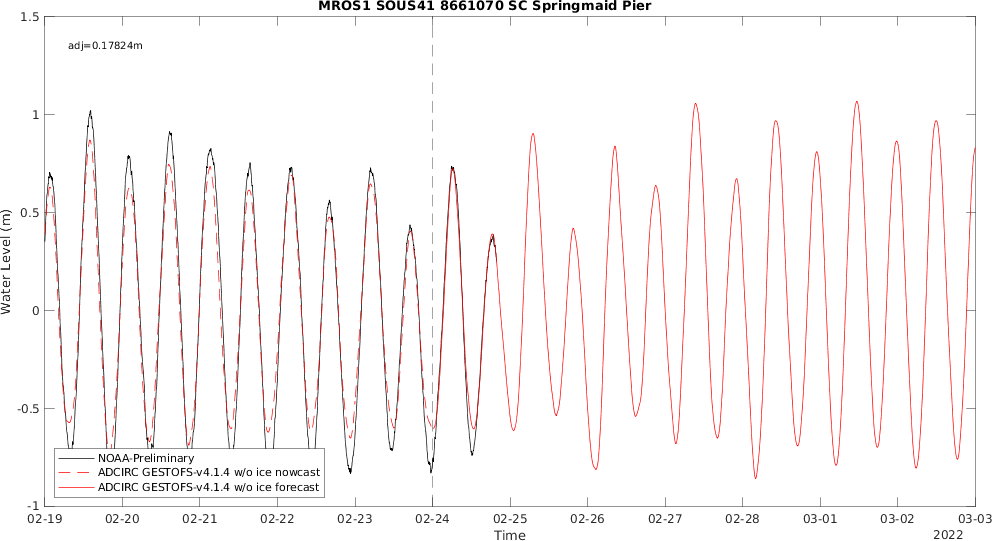 MROS1 SOUS41 8661070 SC Springmaid Pier
1.5
adj=0.17824m
1
0.5
Water Level (m)
0
-0.5
NOAA-Preliminary
ADCIRC GESTOFS-v4.1.4 w/o ice nowcast
ADCIRC GESTOFS-v4.1.4 w/o ice forecast
-1
02-19 02-20 02-21 02-22 02-23 02-24 02-25 02-26 02-27 02-28 03-01 03-02 03-03
Time
2022